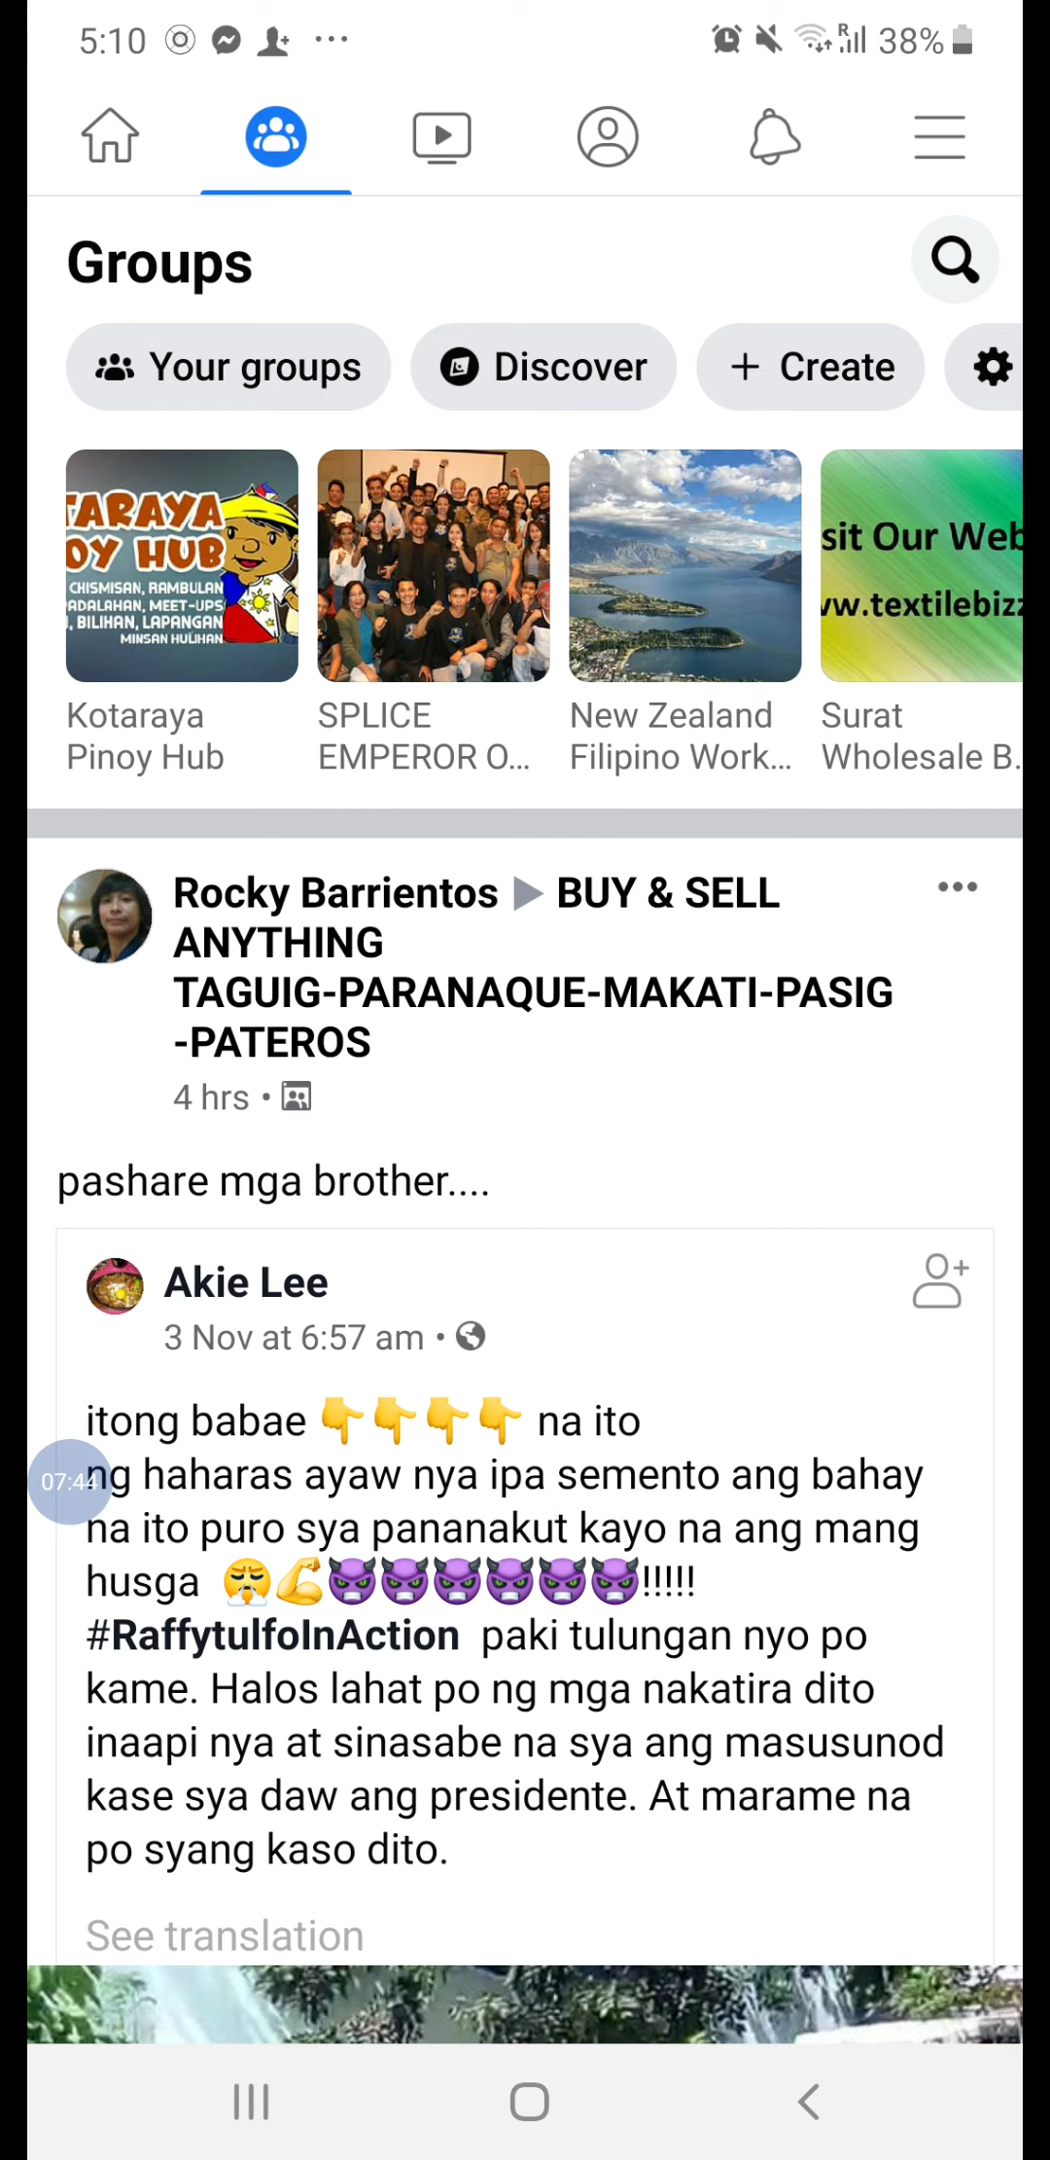 5:10
38%
Groups
Your groups
Discover
+ Create
TARAYA
OY HUB
CHISMISAN, RAMBULAN
PADALAHAN, MEET-UPS
, BILIHAN, LAPANGAN
MINSAN HULIHAN
sit Our Web
ww.textilebizz
Kotaraya
Pinoy Hub
SPLICE
EMPEROR O...
New Zealand
Filipino Work...
Surat
Wholesale B.
Rocky Barrientos ▶ BUY & SELL
ANYTHING
TAGUIG-PARANAQUE-MAKATI-PASIG
-PATEROS
4 hrs •
pashare mga brother....
Akie Lee
3 Nov at 6:57 am •
itong babae 👇👇👇👇 na ito
ng haharas ayaw nya ipa semento ang bahay
07:44
na ito puro sya pananakut kayo na ang mang
husga 😤💪👿👿👿👿👿👿!!!!!
#RaffytulfoInAction paki tulungan nyo po
kame. Halos lahat po ng mga nakatira dito
inaapi nya at sinasabe na sya ang masusunod
kase sya daw ang presidente. At marame na
po syang kaso dito.
See translation